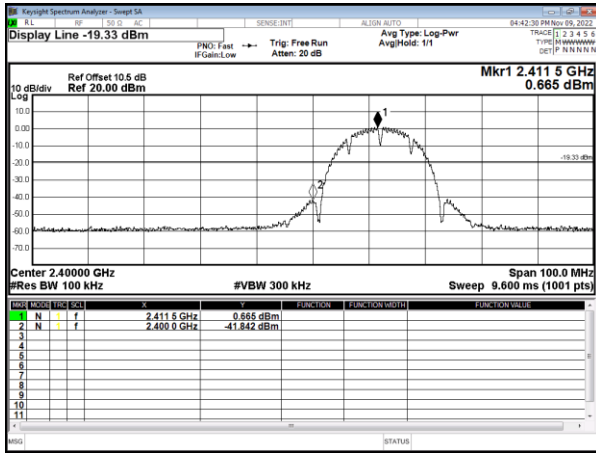 Keysight Spectrum Analyzer - Swept SA
RL RF 50 Ω AC SENSE:INT ALIGN AUTO 04:42:30 PM Nov 09, 2022
Display Line -19.33 dBm
PNO: Fast
IFGain:Low
Trig: Free Run
Atten: 20 dB
Avg Type: Log-Pwr
Avg|Hold: 1/1
TRACE 1 2 3 4 5 6
TYPE M WWWWW
DET P N N N N N
10 dB/div
Log
Ref Offset 10.5 dB
Ref 20.00 dBm
Mkr1 2.411 5 GHz
0.665 dBm
10.0
0.00
-10.0
-20.0
-30.0
-40.0
-50.0
-60.0
-70.0
1
2
-19.33 dBm
Center 2.40000 GHz
#Res BW 100 kHz
#VBW 300 kHz
Span 100.0 MHz
Sweep 9.600 ms (1001 pts)
MKR MODE TRC SCL X Y FUNCTION FUNCTION WIDTH FUNCTION VALUE
1 N 1 f 2.411 5 GHz 0.665 dBm
2 N 1 f 2.400 0 GHz -41.842 dBm
3
4
5
6
7
8
9
10
11
MSG STATUS